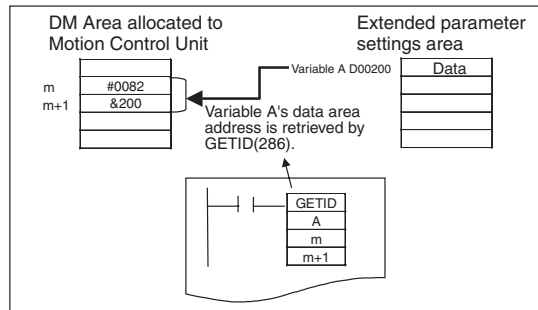 DM Area allocated to
Motion Control Unit
Extended parameter
settings area
Variable A D00200
Data
m
#0082
m+1
&200
Variable A's data area
address is retrieved by
GETID(286).
GETID
A
m
m+1